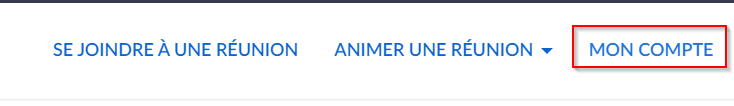 SE JOINDRE À UNE RÉUNION ANIMER UNE RÉUNION MON COMPTE